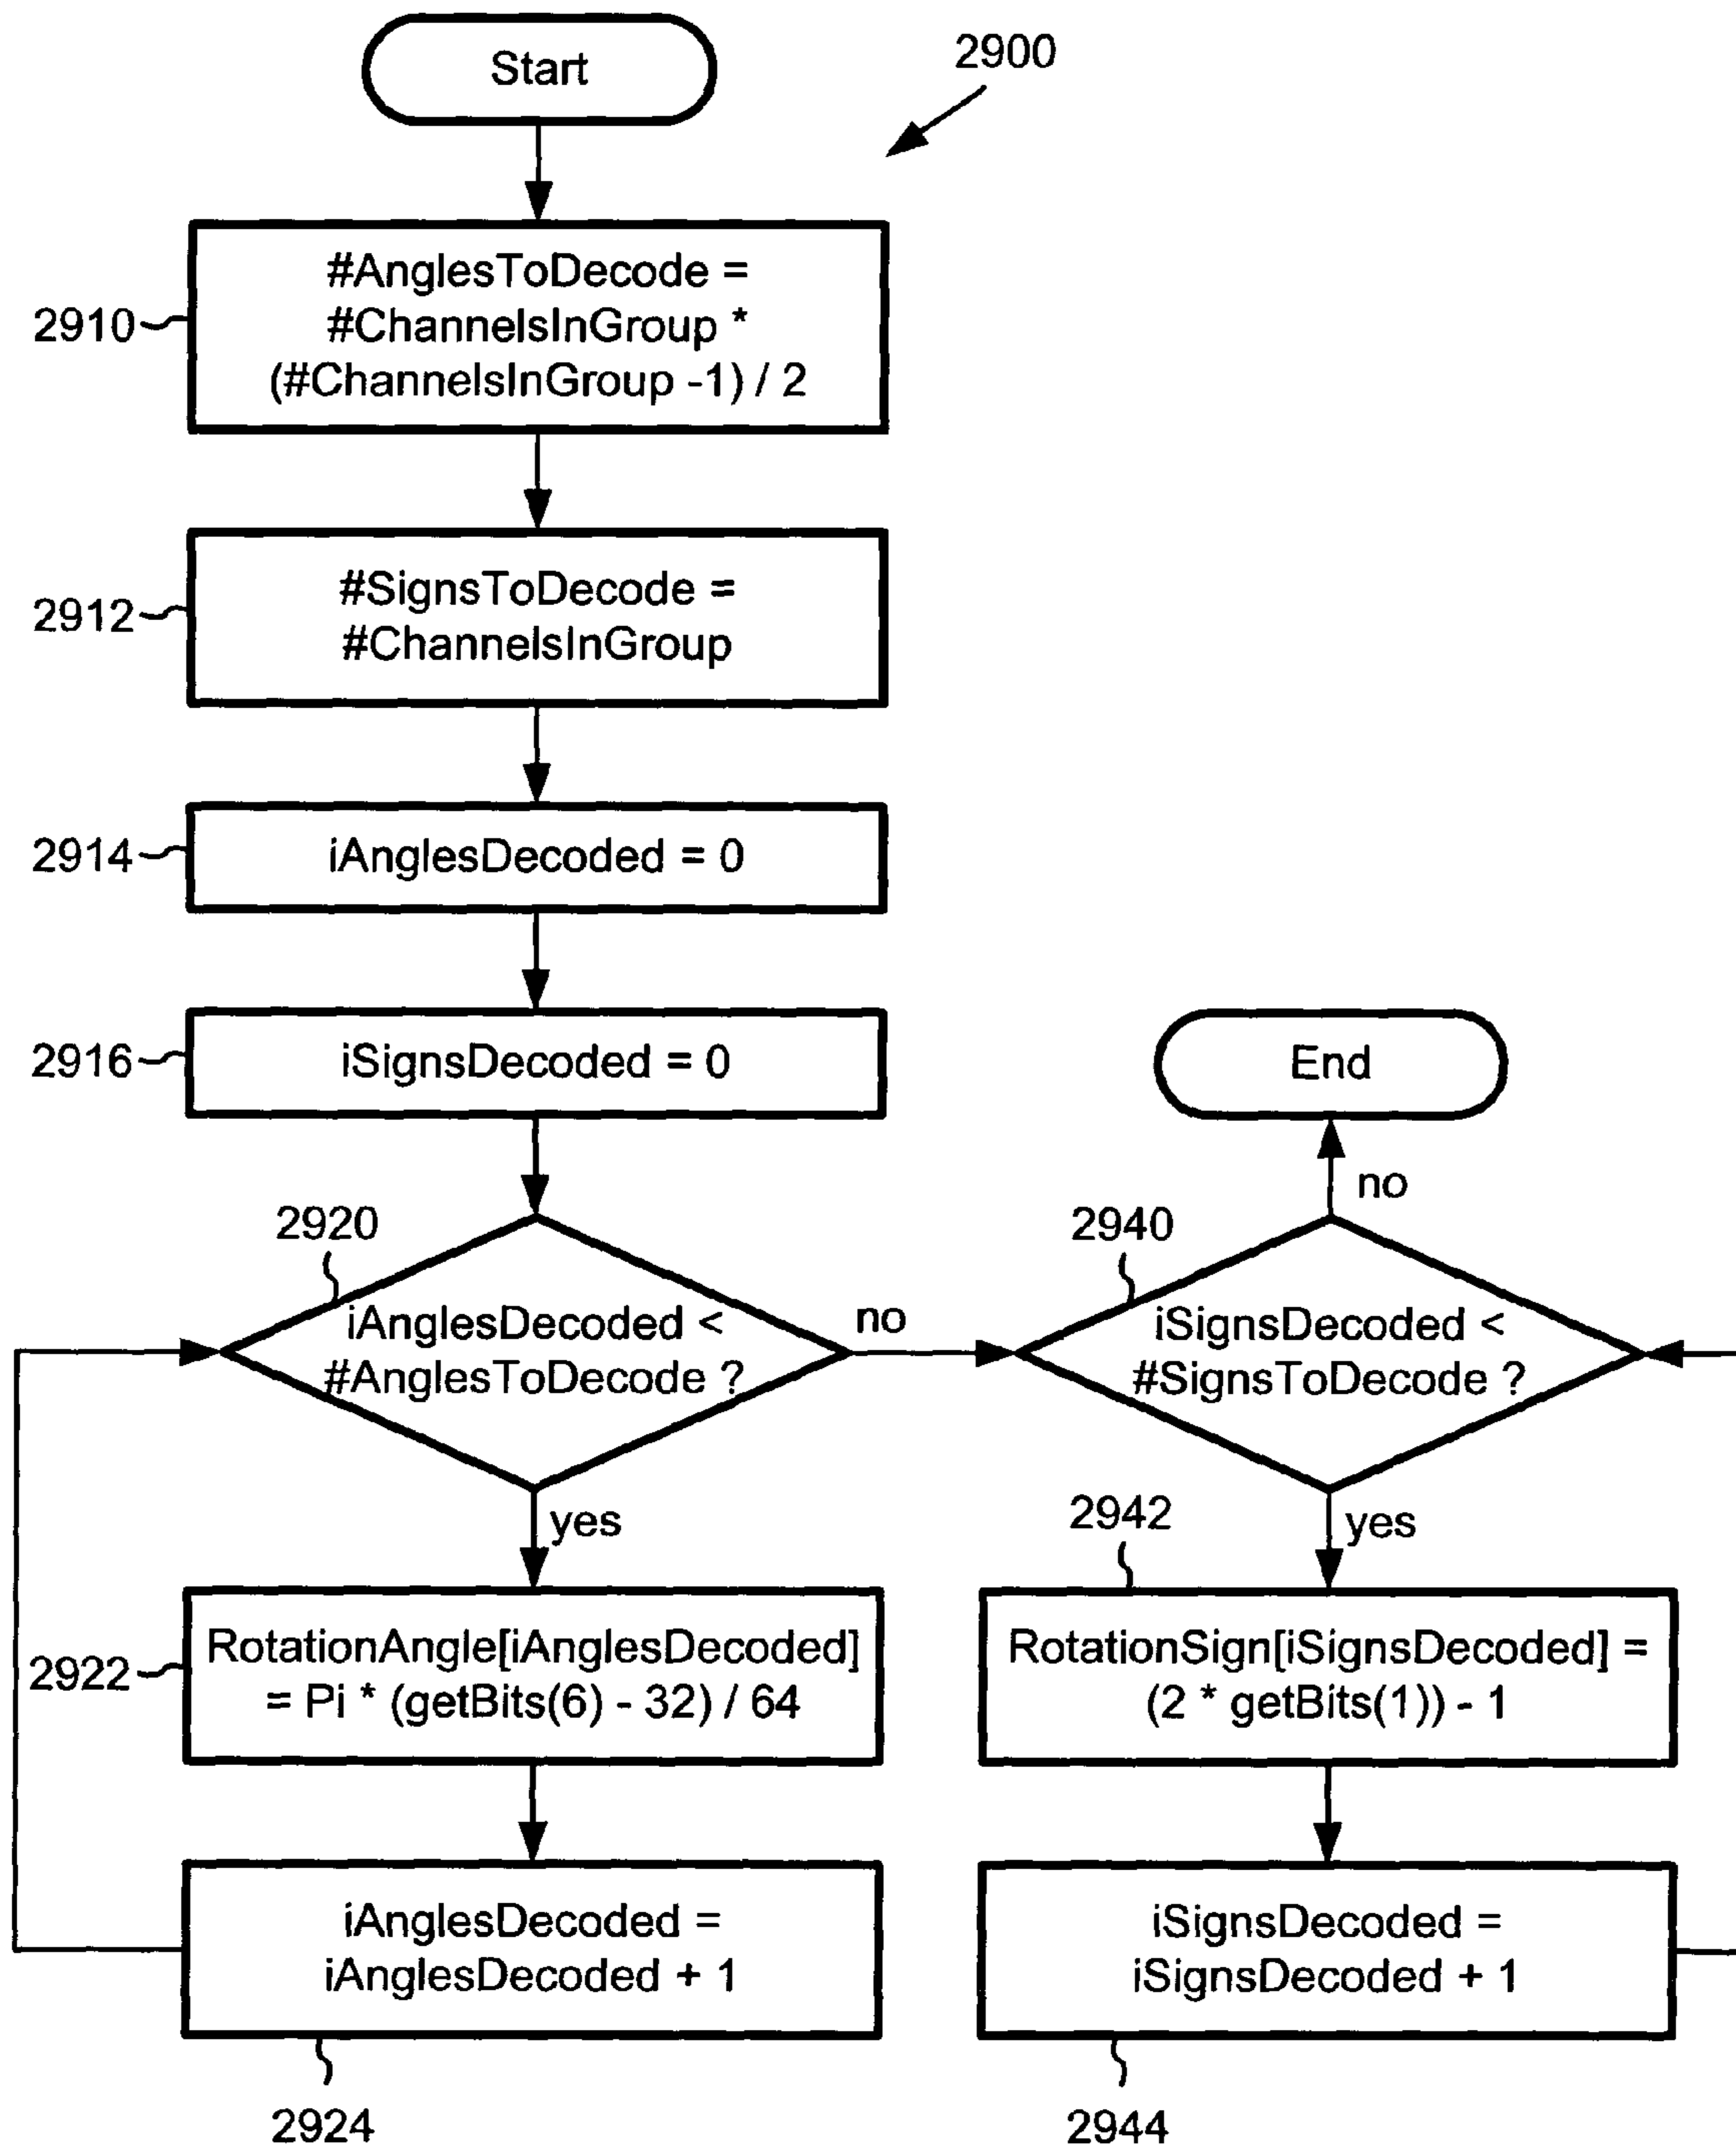 Start
2900
2910
#AnglesToDecode =
#ChannelsInGroup *
(#ChannelsInGroup -1) / 2
2912
#SignsToDecode =
#ChannelsInGroup
2914
iAnglesDecoded = 0
2916
iSignsDecoded = 0
End
no
2920
iAnglesDecoded <
#AnglesToDecode ?
no
2940
iSignsDecoded <
#SignsToDecode ?
yes
2922
RotationAngle[iAnglesDecoded]
= Pi * (getBits(6) - 32) / 64
2942
yes
RotationSign[iSignsDecoded] =
(2 * getBits(1)) - 1
iAnglesDecoded =
iAnglesDecoded + 1
2924
iSignsDecoded =
iSignsDecoded + 1
2944